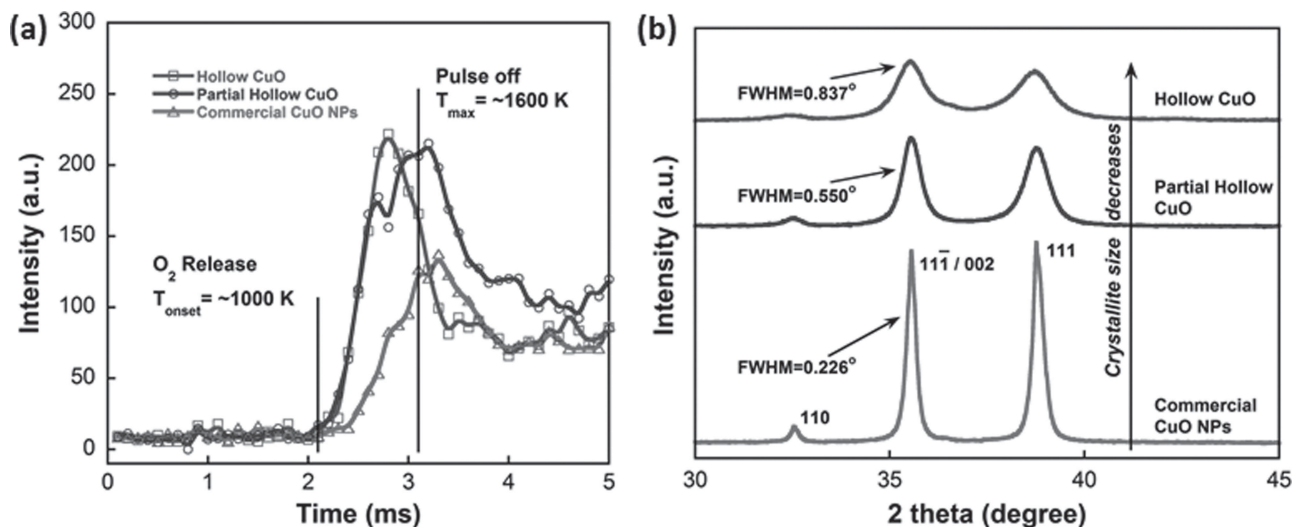 (a)
300
250
200
150
100
50
0
Intensity (a.u.)
Hollow CuO
Partial Hollow CuO
Commercial CuO NPs
Pulse off
Tmax= ~1600 K
O2 Release
Tonset= ~1000 K
0 1 2 3 4 5
Time (ms)
(b)
Intensity (a.u.)
FWHM=0.837°
Hollow CuO
FWHM=0.550°
Partial Hollow
CuO
111̅ / 002
111
FWHM=0.226°
110
Commercial
CuO NPs
Crystallite size decreases
30 35 40 45
2 theta (degree)